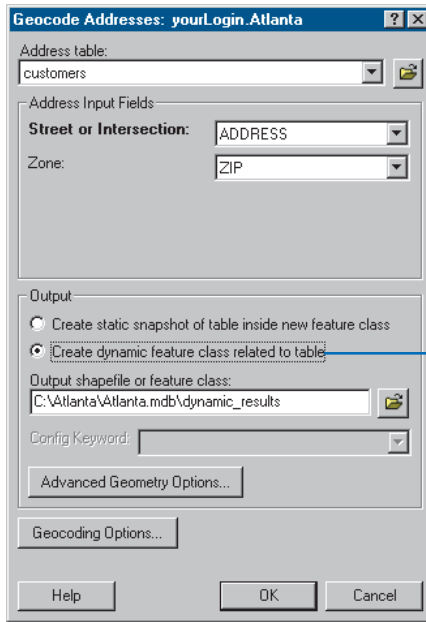 Geocode Addresses: yourLogin.Atlanta
Address table:
customers
Address Input Fields
Street or Intersection: ADDRESS
Zone: ZIP
Output
Create static snapshot of table inside new feature class
Create dynamic feature class related to table
Output shapefile or feature class:
C:\Atlanta\Atlanta.mdb\dynamic_results
Config Keyword:
Advanced Geometry Options...
Geocoding Options...
Help OK Cancel